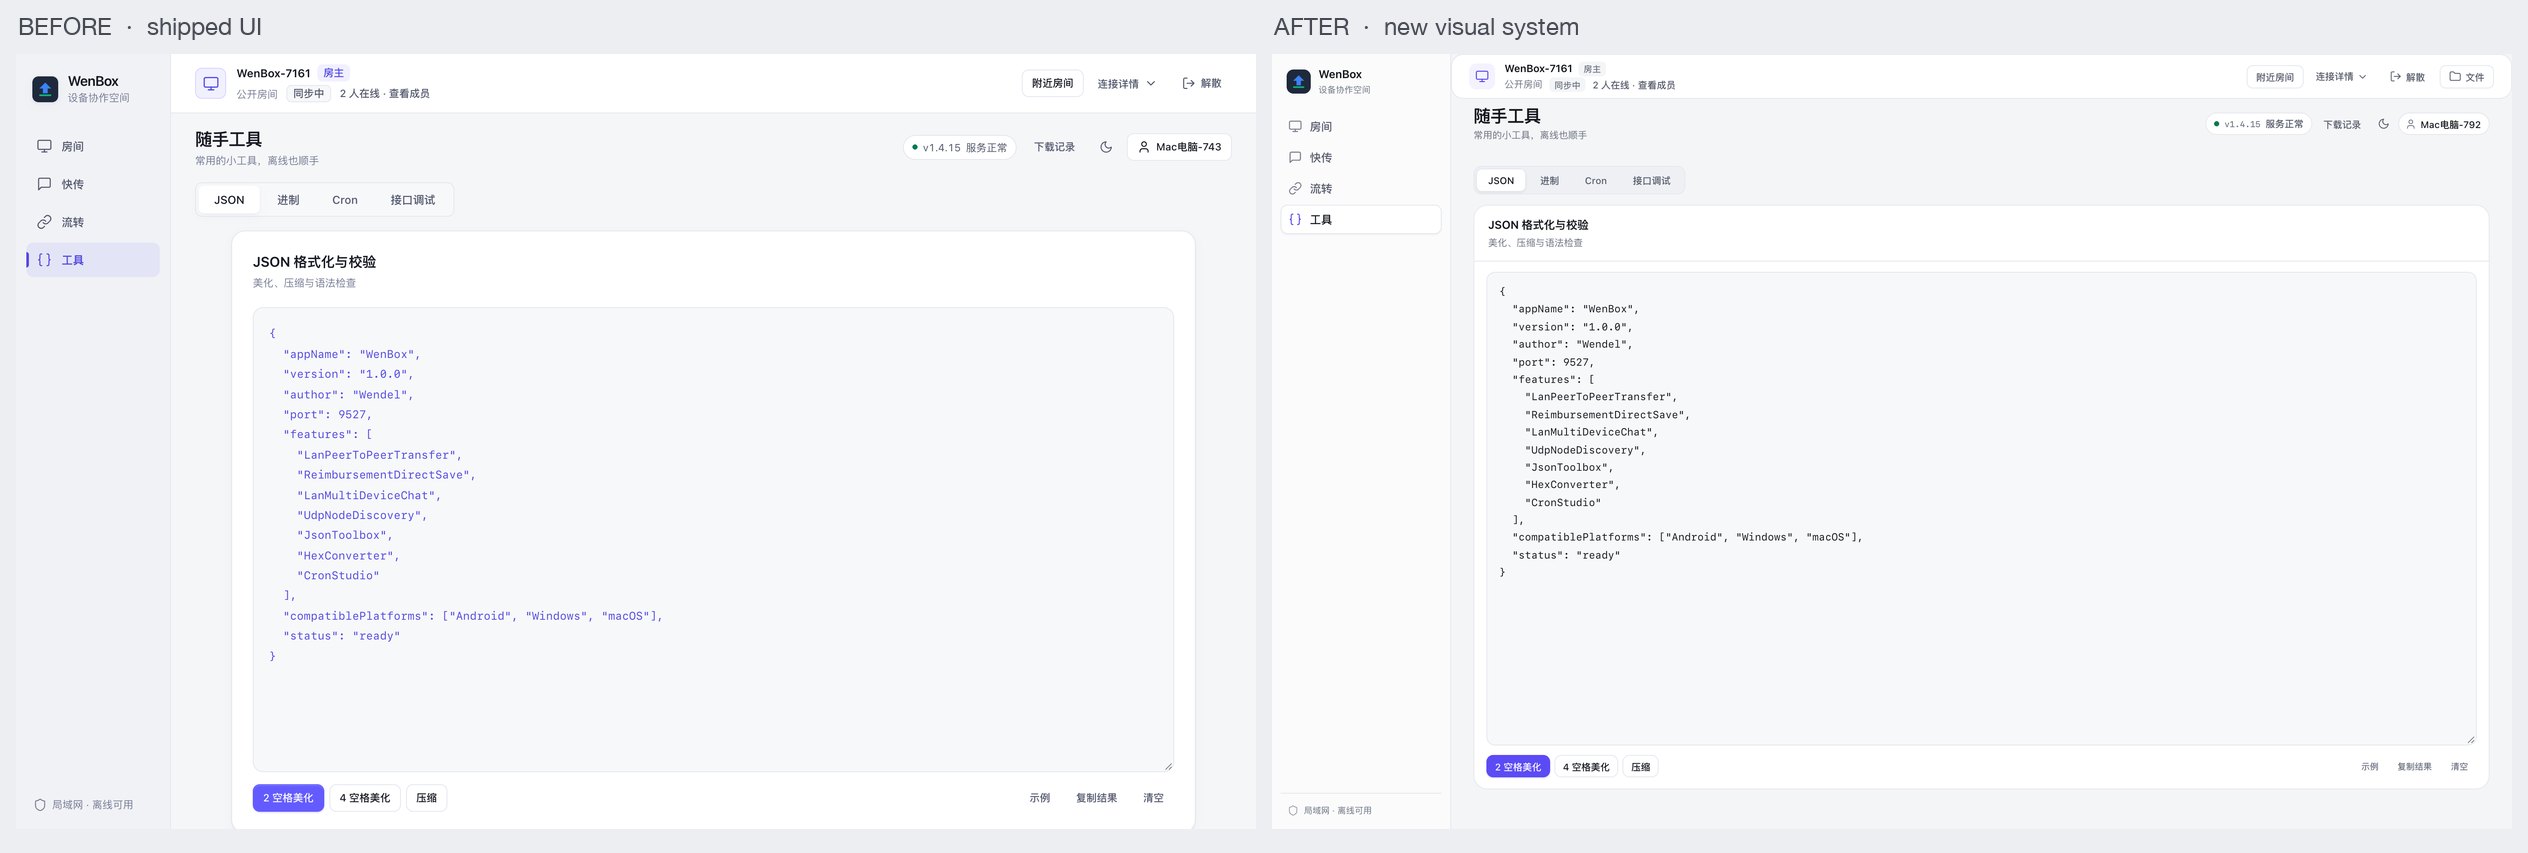 BEFORE · shipped UI
WenBox
设备协作空间
房间
快传
流转
工具
局域网 · 离线可用
WenBox-7161 房主
公开房间 同步中 2 人在线 · 查看成员
附近房间 连接详情 解散
随手工具
常用的小工具，离线也顺手
v1.4.15 服务正常 下载记录 Mac电脑-743
JSON 进制 Cron 接口调试
JSON 格式化与校验
美化、压缩与语法检查
{
"appName": "WenBox",
"version": "1.0.0",
"author": "Wendel",
"port": 9527,
"features": [
"LanPeerToPeerTransfer",
"ReimbursementDirectSave",
"LanMultiDeviceChat",
"UdpNodeDiscovery",
"JsonToolbox",
"HexConverter",
"CronStudio"
],
"compatiblePlatforms": ["Android", "Windows", "macOS"],
"status": "ready"
}
2 空格美化 4 空格美化 压缩 示例 复制结果 清空
AFTER · new visual system
WenBox
设备协作空间
房间
快传
流转
{} 工具
局域网 · 离线可用
WenBox-7161 房主
公开房间 同步中 2 人在线 · 查看成员
附近房间 连接详情 解散 文件
随手工具
常用的小工具，离线也顺手
v1.4.15 服务正常 下载记录 Mac电脑-792
JSON 进制 Cron 接口调试
JSON 格式化与校验
美化、压缩与语法检查
{
"appName": "WenBox",
"version": "1.0.0",
"author": "Wendel",
"port": 9527,
"features": [
"LanPeerToPeerTransfer",
"ReimbursementDirectSave",
"LanMultiDeviceChat",
"UdpNodeDiscovery",
"JsonToolbox",
"HexConverter",
"CronStudio"
],
"compatiblePlatforms": ["Android", "Windows", "macOS"],
"status": "ready"
}
2 空格美化 4 空格美化 压缩 示例 复制结果 清空